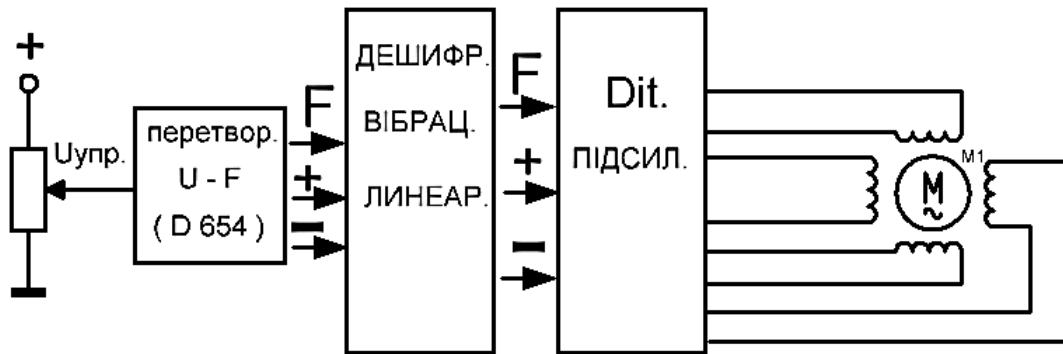 +
Uупр.
перетвор.
U - F
( D 654 )
F
+
-
ДЕШИФР.
ВІБРАЦ.
ЛИНЕАР.
F
+
-
Dit.
ПІДСИЛ.
M1
M
~